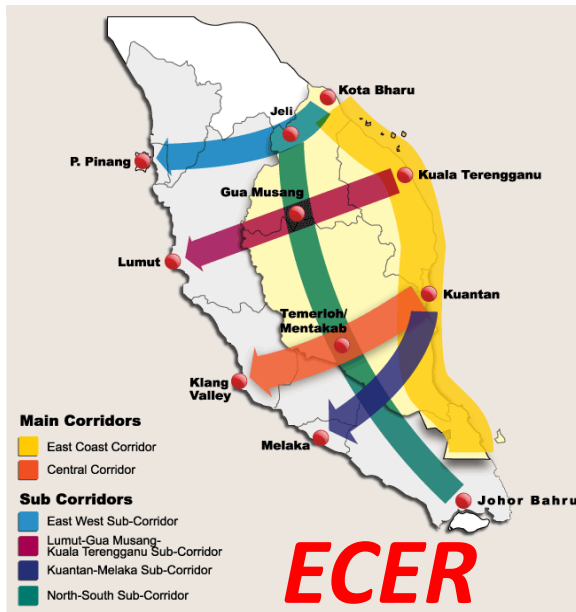 Kota Bharu
Jeli
P. Pinang
Kuala Terengganu
Gua Musang
Lumut
Kuantan
Temerloh/
Mentakab
Klang
Valley
Melaka
Johor Bahru
Main Corridors
East Coast Corridor
Central Corridor
Sub Corridors
East West Sub-Corridor
Lumut-Gua Musang-
Kuala Terengganu Sub-Corridor
Kuantan-Melaka Sub-Corridor
North-South Sub-Corridor
ECER